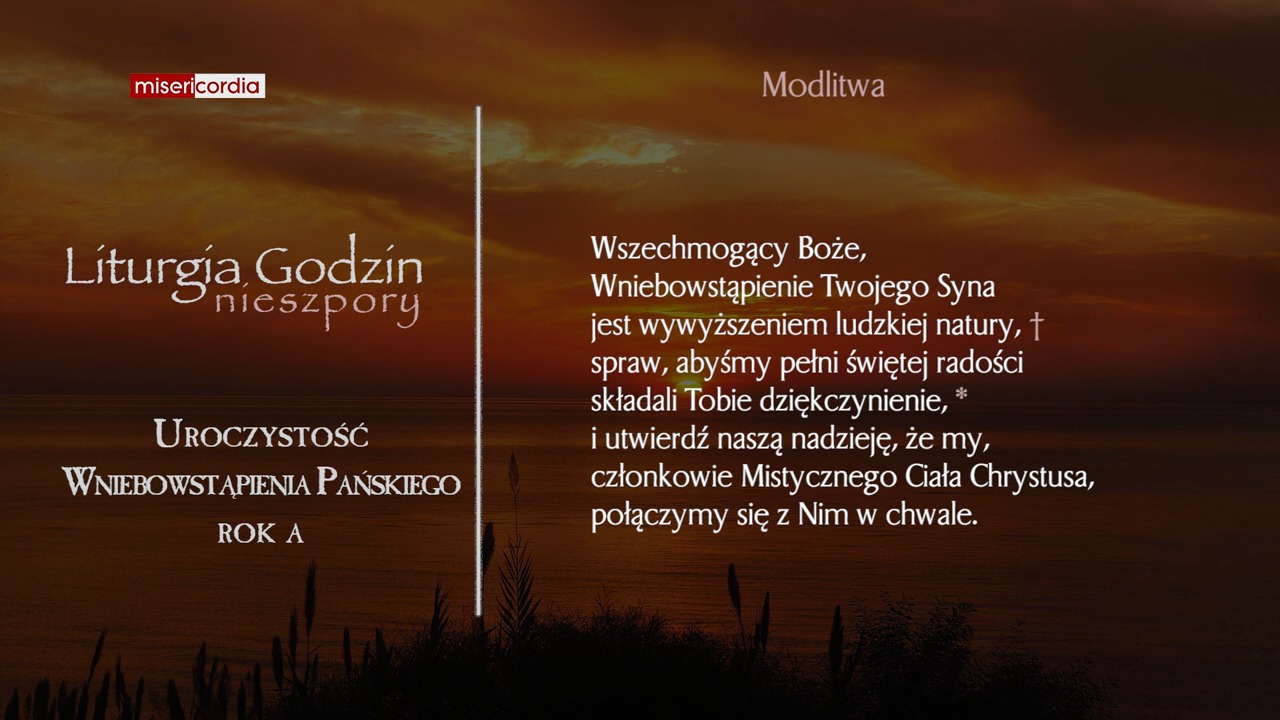 misericordia
Liturgia Godzin
nieszpory
Uroczystość
Wniebowstąpienia Pańskiego
rok A
Modlitwa
Wszechmogący Boże,
Wniebowstąpienie Twojego Syna
jest wywyższeniem ludzkiej natury, †
spraw, abyśmy pełni świętej radości
składali Tobie dziękczynienie, *
i utwierdź naszą nadzieję, że my,
członkowie Mistycznego Ciała Chrystusa,
połączymy się z Nim w chwale.